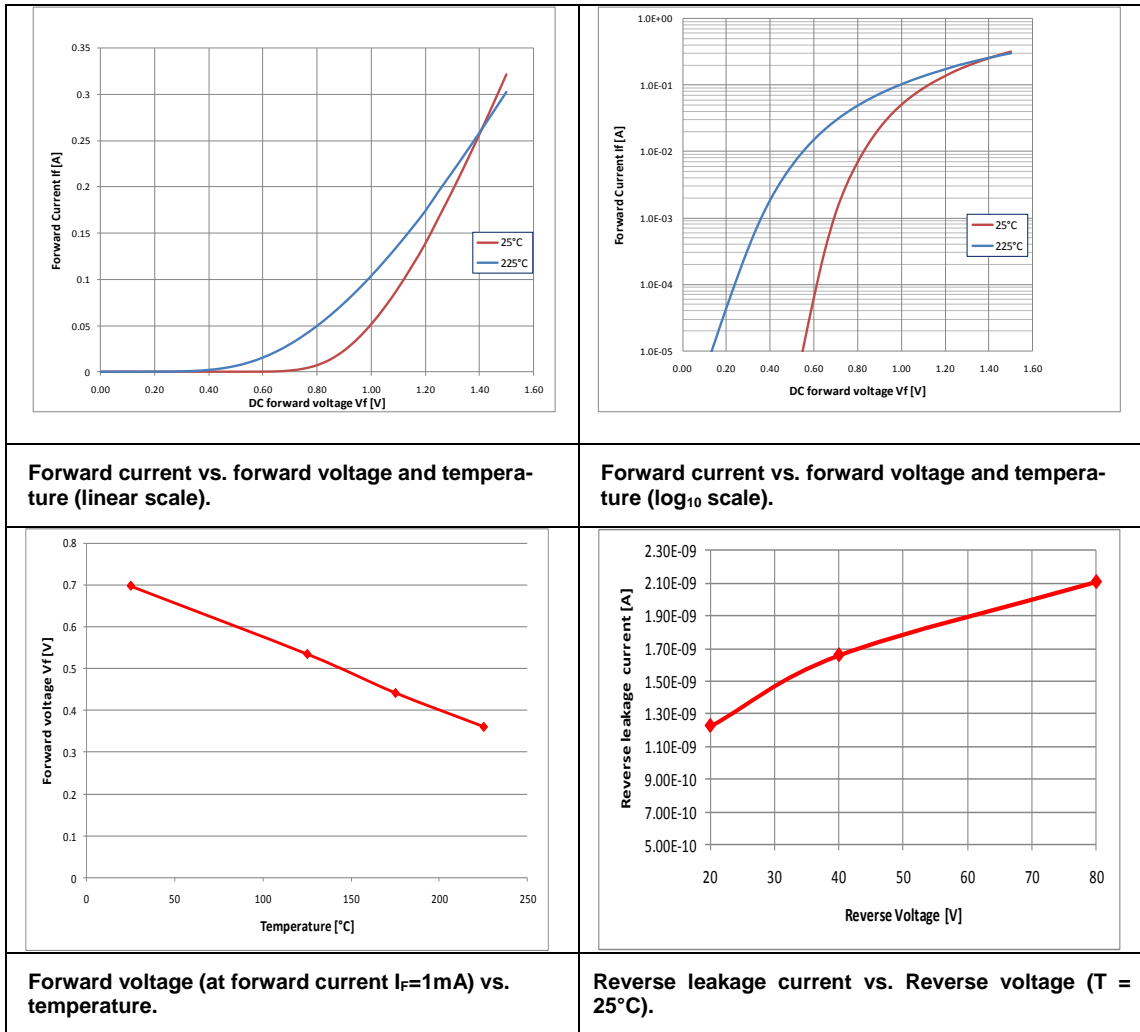 0.35
0.3
0.25
0.2
0.15
0.1
0.05
0
Forward Current If [A]
25°C
225°C
0.00 0.20 0.40 0.60 0.80 1.00 1.20 1.40 1.60
DC forward voltage Vf [V]
1.0E+00
1.0E-01
1.0E-02
1.0E-03
1.0E-04
1.0E-05
Forward Current If [A]
25°C
225°C
0.00 0.20 0.40 0.60 0.80 1.00 1.20 1.40 1.60
DC forward voltage Vf [V]
Forward current vs. forward voltage and tempera-
ture (linear scale).
Forward current vs. forward voltage and tempera-
ture (log10 scale).
0.8
0.7
0.6
0.5
0.4
0.3
0.2
0.1
0
Forward voltage Vf [V]
0 50 100 150 200 250
Temperature [°C]
2.30E-09
2.10E-09
1.90E-09
1.70E-09
1.50E-09
1.30E-09
1.10E-09
9.00E-10
7.00E-10
5.00E-10
Reverse leakage current [A]
20 30 40 50 60 70 80
Reverse Voltage [V]
Forward voltage (at forward current IF=1mA) vs.
temperature.
Reverse leakage current vs. Reverse voltage (T =
25°C).